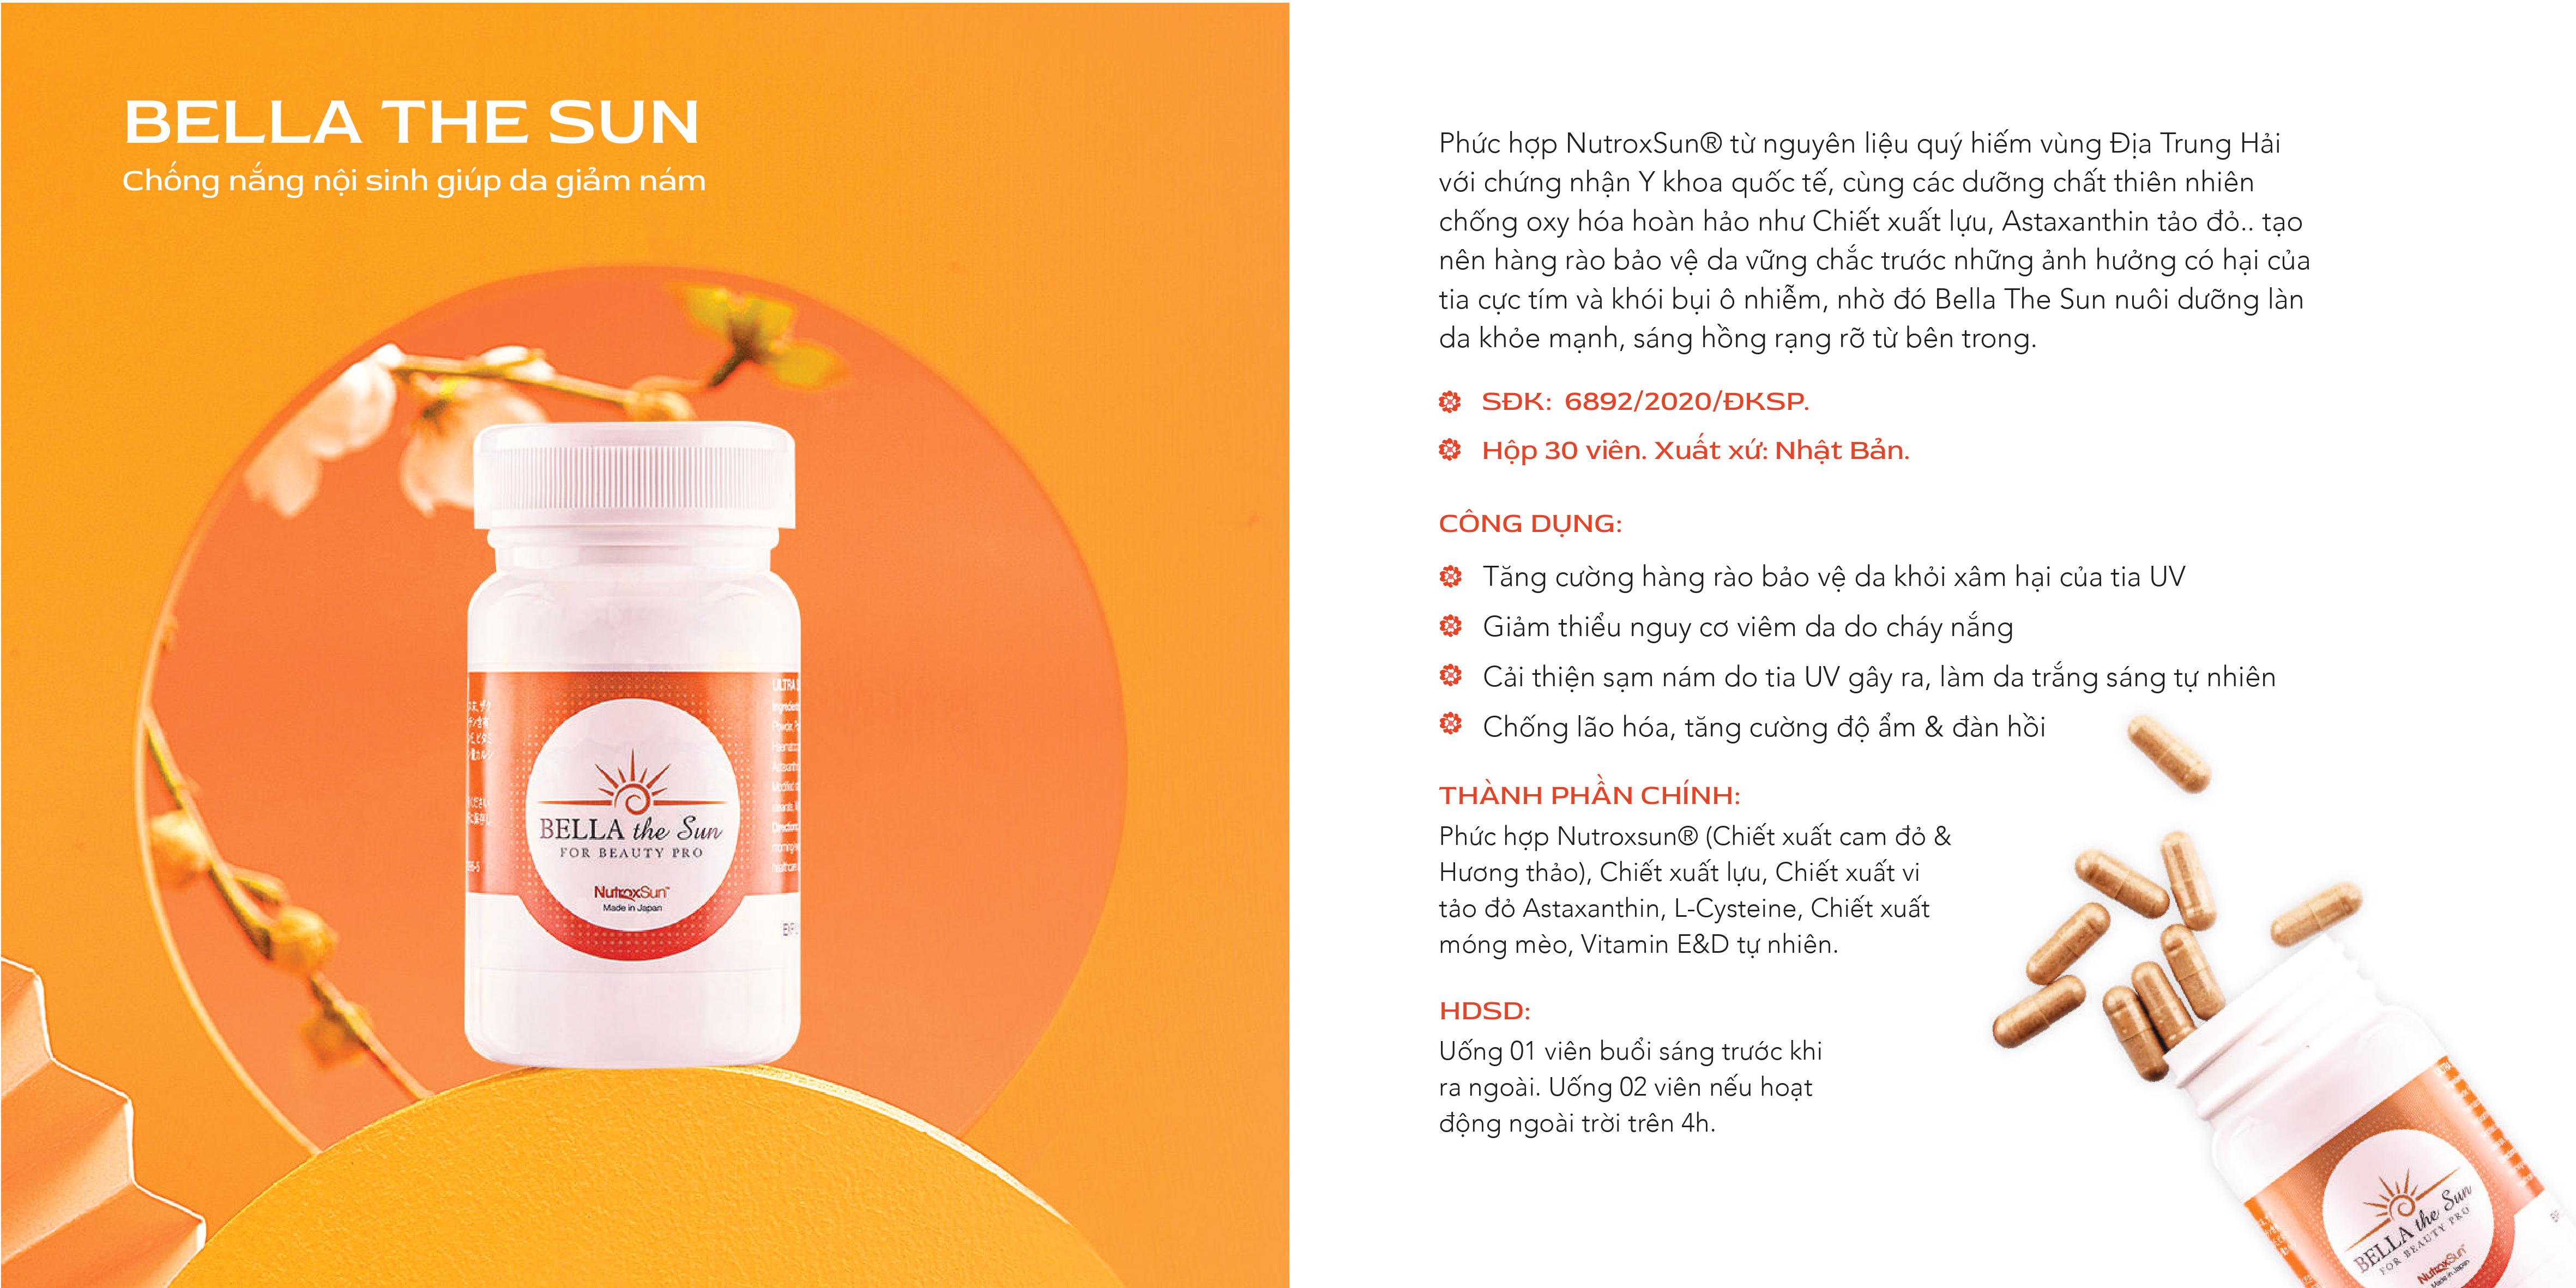 BELLA THE SUN
Chống nắng nội sinh giúp da giảm nám
ULTRA
BELLA the Sun
FOR BEAUTY PRO
NutroxSun™
Made in Japan
Phức hợp NutroxSun® từ nguyên liệu quý hiếm vùng Địa Trung Hải
với chứng nhận Y khoa quốc tế, cùng các dưỡng chất thiên nhiên
chống oxy hóa hoàn hảo như Chiết xuất lựu, Astaxanthin tảo đỏ.. tạo
nên hàng rào bảo vệ da vững chắc trước những ảnh hưởng có hại của
tia cực tím và khói bụi ô nhiễm, nhờ đó Bella The Sun nuôi dưỡng làn
da khỏe mạnh, sáng hồng rạng rỡ từ bên trong.
SĐK: 6892/2020/ĐKSP.
Hộp 30 viên. Xuất xứ: Nhật Bản.
CÔNG DỤNG:
Tăng cường hàng rào bảo vệ da khỏi xâm hại của tia UV
Giảm thiểu nguy cơ viêm da do cháy nắng
Cải thiện sạm nám do tia UV gây ra, làm da trắng sáng tự nhiên
Chống lão hóa, tăng cường độ ẩm & đàn hồi
THÀNH PHẦN CHÍNH:
Phức hợp Nutroxsun® (Chiết xuất cam đỏ &
Hương thảo), Chiết xuất lựu, Chiết xuất vi
tảo đỏ Astaxanthin, L-Cysteine, Chiết xuất
móng mèo, Vitamin E&D tự nhiên.
HDSD:
Uống 01 viên buổi sáng trước khi
ra ngoài. Uống 02 viên nếu hoạt
động ngoài trời trên 4h.
BELLA the Sun
FOR BEAUTY PRO
NutroxSun™
Made in Japan